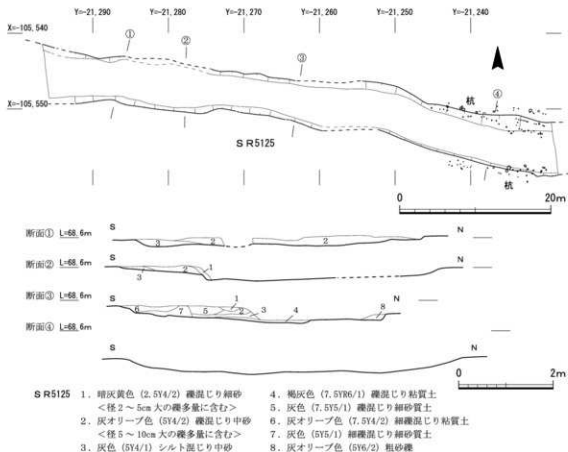 Y=-21,290 Y=-21,280 Y=-21,270 Y=-21,260 Y=-21,250 Y=-21,240
X=-105,540
① ② ③
杭 ④
X=-105,550
SR5125
杭
0 20m
S N
断面① L=68.6m
3 2 2
S N
断面② L=68.6m
3 2 1
断面③ S N
L=68.6m
6 7 5 1 2 3 4 8
断面④ L=68.6m
S N
0 2m
SR5125 1. 暗灰黄色 (2.5Y4/2) 礫混じり細砂 4. 褐灰色 (7.5YR6/1) 礫混じり粘質土
<径2~5cm大の礫多量に含む> 5. 灰色 (7.5Y5/1) 礫混じり細砂質土
2. 灰オリーブ色 (5Y4/2) 礫混じり中砂 6. 灰オリーブ色 (7.5Y4/2) 細礫混じり粘質土
<径5~10cm大の礫多量に含む> 7. 灰色 (5Y5/1) 礫混じり細砂質土
3. 灰色 (5Y4/1) シルト混じり中砂 8. 灰オリーブ色 (5Y6/2) 粗砂礫